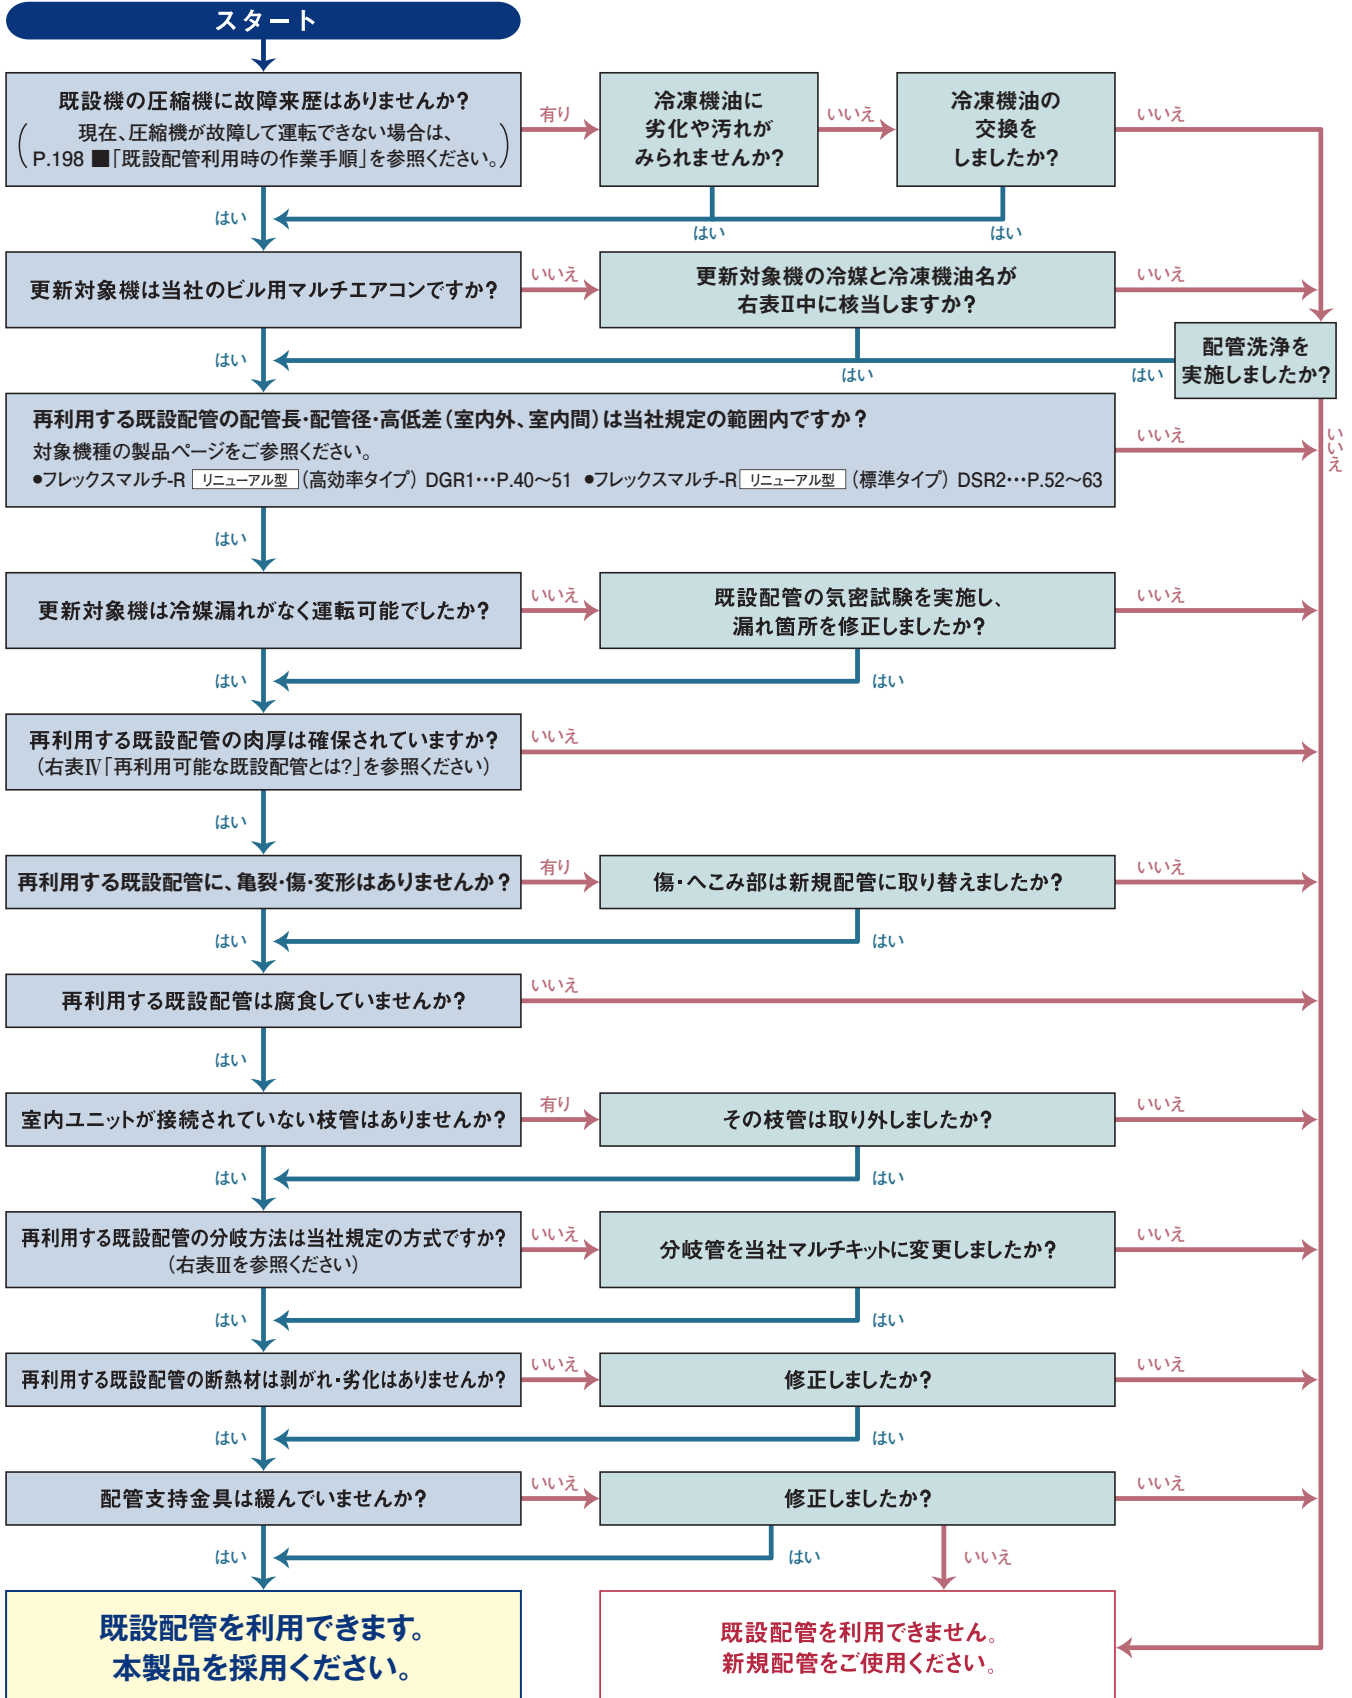 スタート
既設機の圧縮機に故障来歴はありませんか?
現在、圧縮機が故障して運転できない場合は、
P.198 ■「既設配管利用時の作業手順」を参照ください。
有り
冷凍機油に
劣化や汚れが
みられませんか?
いいえ
冷凍機油の
交換を
しましたか?
いいえ
はい
はい
はい
更新対象機は当社のビル用マルチエアコンですか?
いいえ
更新対象機の冷媒と冷凍機油名が
右表Ⅱ中に核当しますか?
いいえ
はい
はい
はい
配管洗浄を
実施しましたか?
いいえ
再利用する既設配管の配管長・配管径・高低差(室内外、室内間)は当社規定の範囲内ですか?
対象機種の製品ページをご参照ください。
●フレックスマルチ-R リニューアル型 (高効率タイプ) DGR1…P.40～51 ●フレックスマルチ-R リニューアル型 (標準タイプ) DSR2…P.52～63
いいえ
はい
更新対象機は冷媒漏れがなく運転可能でしたか?
いいえ
既設配管の気密試験を実施し、
漏れ箇所を修正しましたか?
いいえ
はい
はい
再利用する既設配管の肉厚は確保されていますか?
(右表Ⅳ「再利用可能な既設配管とは?」を参照ください)
いいえ
はい
再利用する既設配管に、亀裂・傷・変形はありませんか?
有り
傷・へこみ部は新規配管に取り替えましたか?
いいえ
はい
はい
再利用する既設配管は腐食していませんか?
いいえ
はい
室内ユニットが接続されていない枝管はありませんか?
有り
その枝管は取り外しましたか?
いいえ
はい
はい
再利用する既設配管の分岐方法は当社規定の方式ですか?
(右表Ⅲを参照ください)
いいえ
分岐管を当社マルチキットに変更しましたか?
いいえ
はい
はい
再利用する既設配管の断熱材は剥がれ・劣化はありませんか?
いいえ
修正しましたか?
いいえ
はい
はい
配管支持金具は緩んでいませんか?
いいえ
修正しましたか?
いいえ
はい
はい
いいえ
既設配管を利用できます。
本製品を採用ください。
既設配管を利用できません。
新規配管をご使用ください。